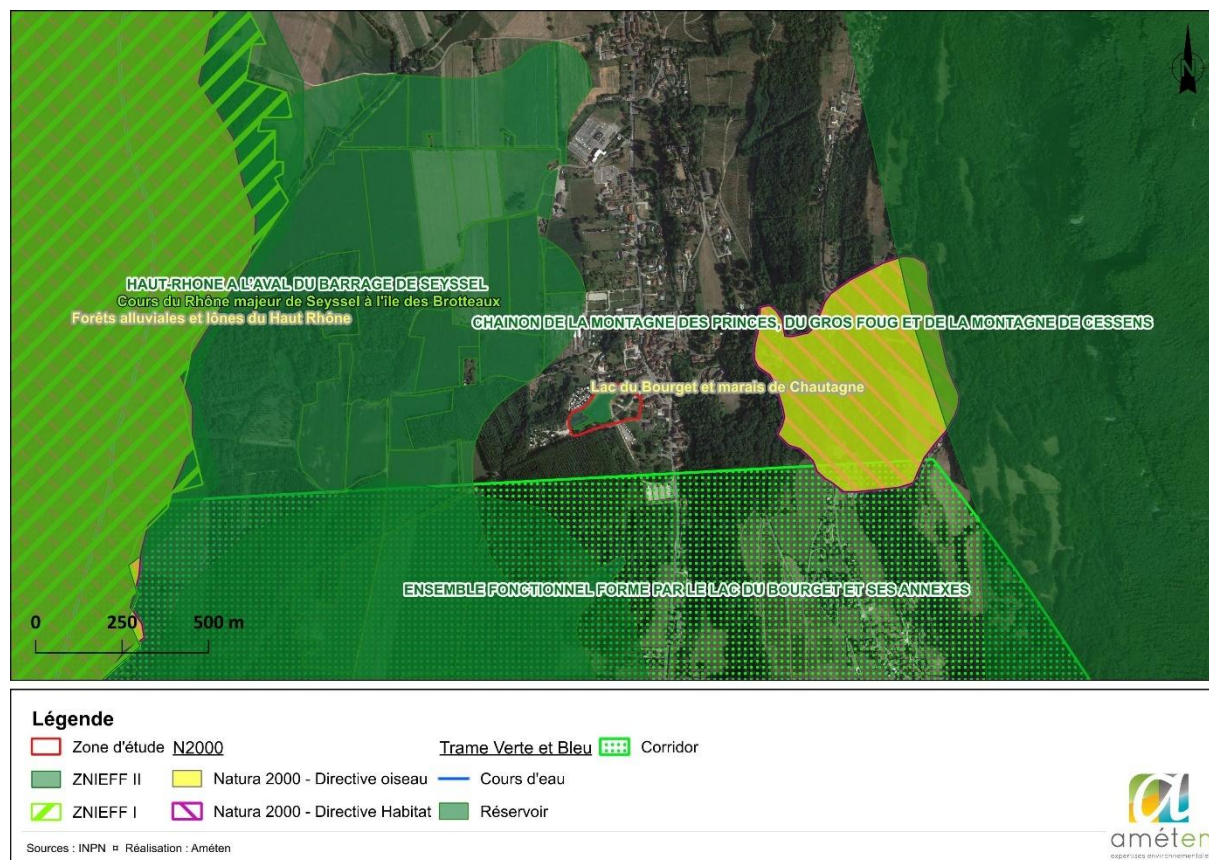 N
HAUT-RHONE A L'AVAL DU BARRAGE DE SEYSSEL
Cours du Rhône majeur de Seyssel à l'île des Brotteaux
Forêts alluviales et lônes du Haut Rhône
CHAINON DE LA MONTAGNE DES PRINCES, DU GROS FOUG ET DE LA MONTAGNE DE CESSENS
Lac du Bourget et marais de Chautagne
ENSEMBLE FONCTIONNEL FORME PAR LE LAC DU BOURGET ET SES ANNEXES
0 250 500 m
Légende
Zone d'étude N2000 Trame Verte et Bleu Corridor
ZNIEFF II Natura 2000 - Directive oiseau Cours d'eau
ZNIEFF I Natura 2000 - Directive Habitat Réservoir
Sources : INPN ¤ Réalisation : Améten
améten
expertises environnementales